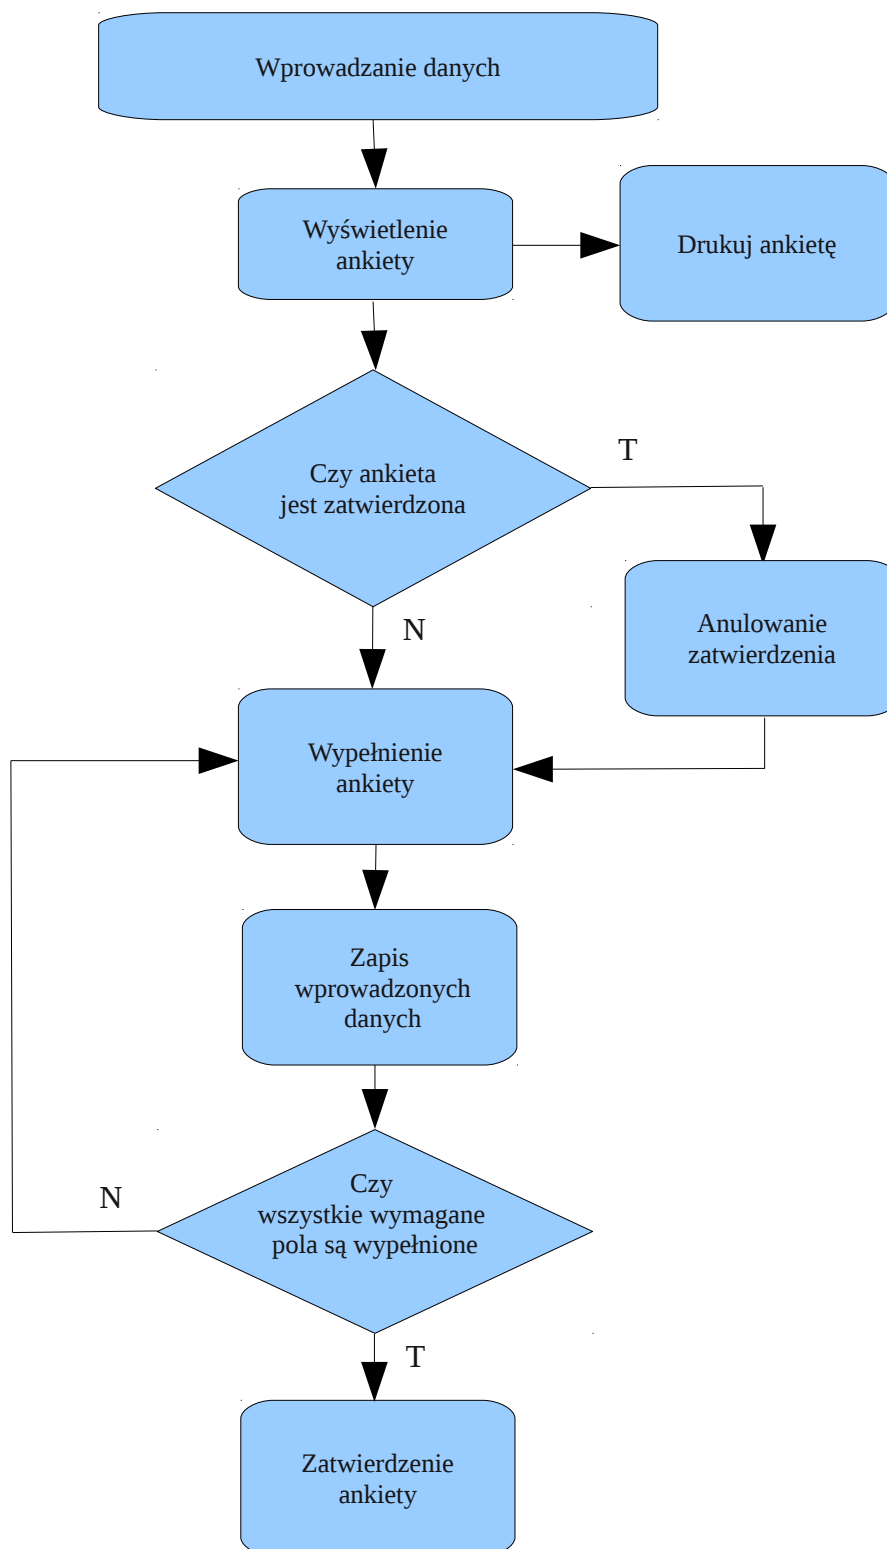 Wprowadzanie danych
Wyświetlenie
ankiety
Drukuj ankietę
Czy ankieta
jest zatwierdzona
T
N
Anulowanie
zatwierdzenia
Wypełnienie
ankiety
Zapis
wprowadzonych
danych
N
Czy
wszystkie wymagane
pola są wypełnione
T
Zatwierdzenie
ankiety